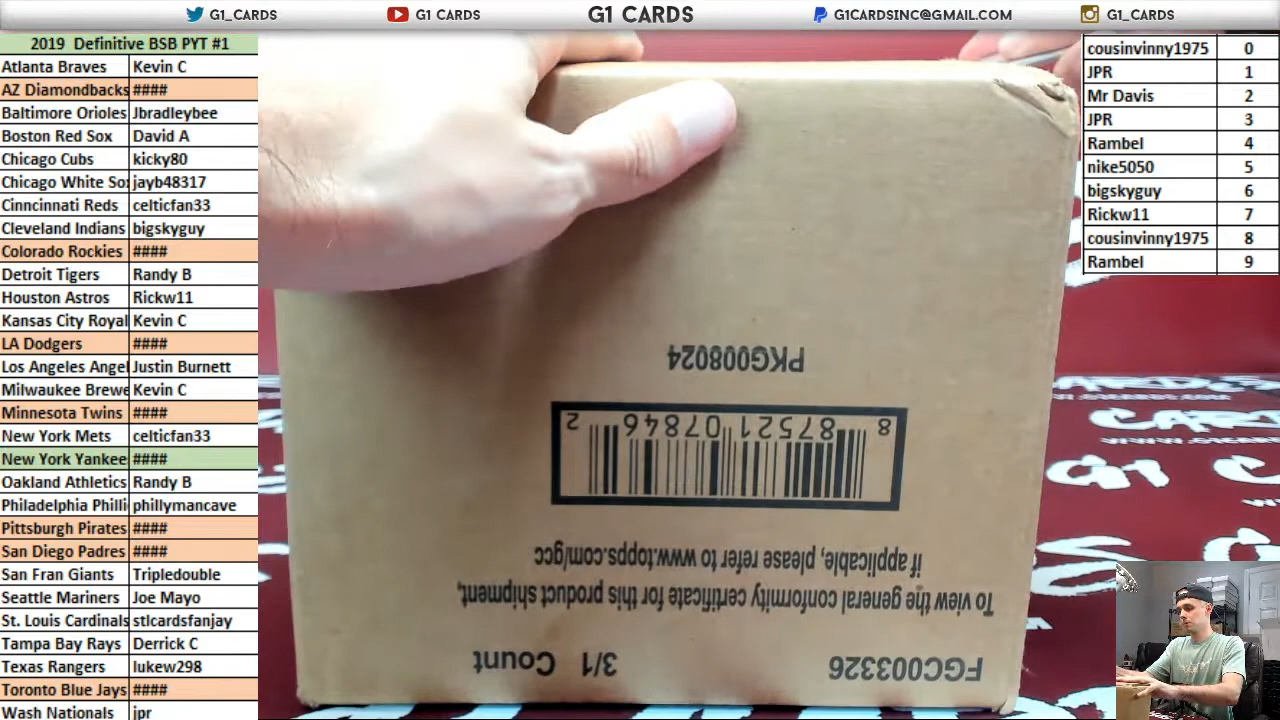 G1_CARDS
G1 CARDS
G1 CARDS
G1CARDSINC@GMAIL.COM
G1_CARDS
2019 Definitive BSB PYT #1
Atlanta Braves Kevin C
AZ Diamondbacks ####
Baltimore Orioles Jbradleybee
Boston Red Sox David A
Chicago Cubs kicky80
Chicago White So jayb48317
Cinncinnati Reds celticfan33
Cleveland Indians bigskyguy
Colorado Rockies ####
Detroit Tigers Randy B
Houston Astros Rickw11
Kansas City Royal Kevin C
LA Dodgers ####
Los Angeles Angel Justin Burnett
Milwaukee Brewe Kevin C
Minnesota Twins ####
New York Mets celticfan33
New York Yankee ####
Oakland Athletics Randy B
Philadelphia Philli phillymancave
Pittsburgh Pirates ####
San Diego Padres ####
San Fran Giants Tripledouble
Seattle Mariners Joe Mayo
St. Louis Cardinals stlcardsfanjay
Tampa Bay Rays Derrick C
Texas Rangers lukew298
Toronto Blue Jays ####
Wash Nationals jpr
cousinvinny1975 0
JPR 1
Mr Davis 2
JPR 3
Rambel 4
nike5050 5
bigskyguy 6
Rickw11 7
cousinvinny1975 8
Rambel 9
FGC003326 3/1 Count
To view the general conformity certificate for this product shipment,
if applicable, please refer to www.topps.com/gcc
8 87521 07846 2
PKG008024
CARDS
G1 CA